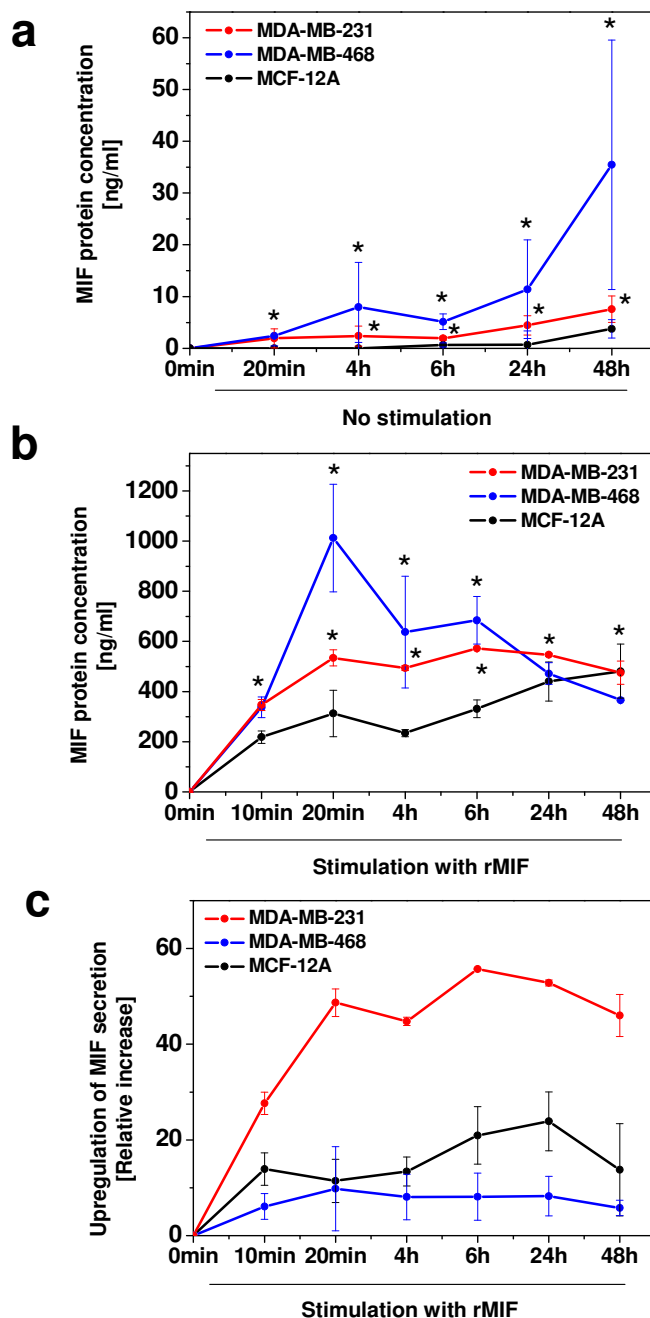 a
MDA-MB-231
MDA-MB-468
MCF-12A
MIF protein concentration
[ng/ml]
60
50
40
30
20
10
0
*
*
*
*
*
*
*
*
*
0min 20min 4h 6h 24h 48h
No stimulation
b
MDA-MB-231
MDA-MB-468
MCF-12A
MIF protein concentration
[ng/ml]
1200
1000
800
600
400
200
0
*
*
*
*
*
*
*
*
*
0min 10min 20min 4h 6h 24h 48h
Stimulation with rMIF
c
MDA-MB-231
MDA-MB-468
MCF-12A
Upregulation of MIF secretion
[Relative increase]
60
40
20
0
0min 10min 20min 4h 6h 24h 48h
Stimulation with rMIF